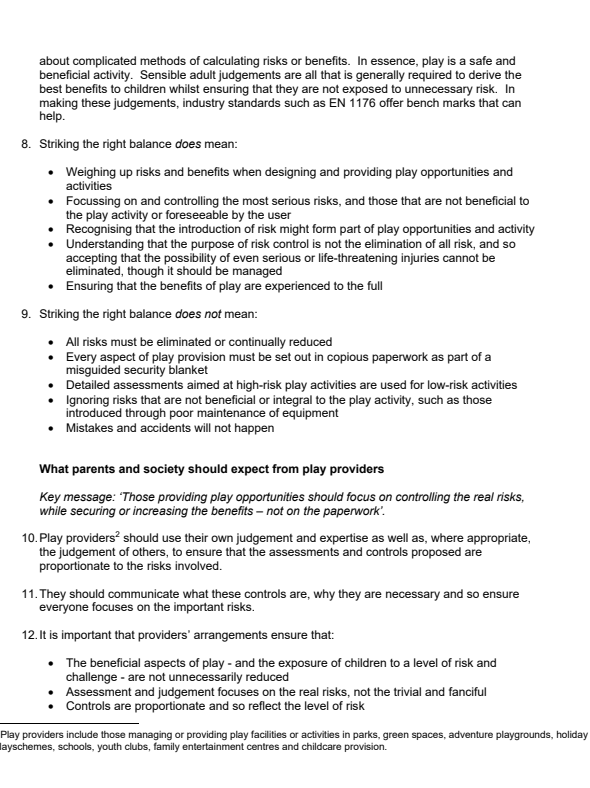 about complicated methods of calculating risks or benefits.  In essence, play is a safe and
beneficial activity.  Sensible adult judgements are all that is generally required to derive the
best benefits to children whilst ensuring that they are not exposed to unnecessary risk.  In
making these judgements, industry standards such as EN 1176 offer bench marks that can
help.
8. Striking the right balance does mean:
• Weighing up risks and benefits when designing and providing play opportunities and
activities
• Focussing on and controlling the most serious risks, and those that are not beneficial to
the play activity or foreseeable by the user
• Recognising that the introduction of risk might form part of play opportunities and activity
• Understanding that the purpose of risk control is not the elimination of all risk, and so
accepting that the possibility of even serious or life-threatening injuries cannot be
eliminated, though it should be managed
• Ensuring that the benefits of play are experienced to the full
9. Striking the right balance does not mean:
• All risks must be eliminated or continually reduced
• Every aspect of play provision must be set out in copious paperwork as part of a
misguided security blanket
• Detailed assessments aimed at high-risk play activities are used for low-risk activities
• Ignoring risks that are not beneficial or integral to the play activity, such as those
introduced through poor maintenance of equipment
• Mistakes and accidents will not happen
What parents and society should expect from play providers
Key message: ‘Those providing play opportunities should focus on controlling the real risks,
while securing or increasing the benefits – not on the paperwork’.
10. Play providers² should use their own judgement and expertise as well as, where appropriate,
the judgement of others, to ensure that the assessments and controls proposed are
proportionate to the risks involved.
11. They should communicate what these controls are, why they are necessary and so ensure
everyone focuses on the important risks.
12. It is important that providers’ arrangements ensure that:
• The beneficial aspects of play - and the exposure of children to a level of risk and
challenge - are not unnecessarily reduced
• Assessment and judgement focuses on the real risks, not the trivial and fanciful
• Controls are proportionate and so reflect the level of risk
Play providers include those managing or providing play facilities or activities in parks, green spaces, adventure playgrounds, holiday
layschemes, schools, youth clubs, family entertainment centres and childcare provision.